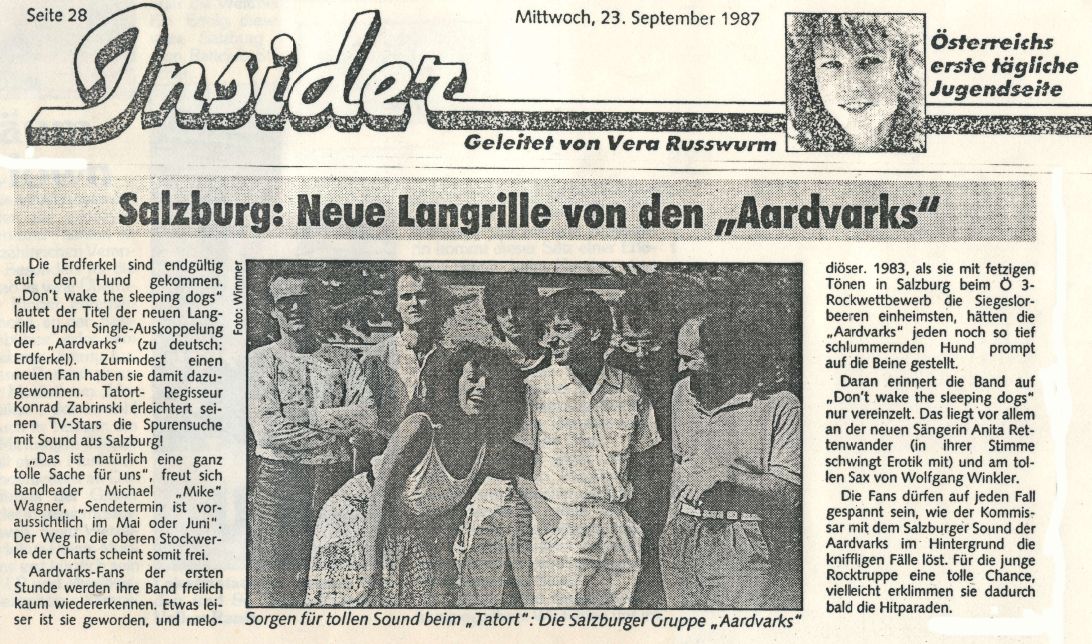 Seite 28
Mittwoch, 23. September 1987
Insider
Österreichs
erste tägliche
Jugendseite
Geleitet von Vera Russwurm
Salzburg: Neue Langrille von den „Aardvarks“
Die Erdferkel sind endgültig
auf den Hund gekommen.
„Don't wake the sleeping dogs“
lautet der Titel der neuen Lang-
rille und Single-Auskoppelung
der „Aardvarks“ (zu deutsch:
Erdferkel). Zumindest einen
neuen Fan haben sie damit dazu-
gewonnen. Tatort- Regisseur
Konrad Zabrinski erleichtert sei-
nen TV-Stars die Spurensuche
mit Sound aus Salzburg!
„Das ist natürlich eine ganz
tolle Sache für uns“, freut sich
Bandleader Michael „Mike“
Wagner, „Sendetermin ist vor-
aussichtlich im Mai oder Juni“.
Der Weg in die oberen Stockwer-
ke der Charts scheint somit frei.
Aardvarks-Fans der ersten
Stunde werden ihre Band freilich
kaum wiedererkennen. Etwas lei-
ser ist sie geworden, und melo-
Foto: Wimmer
Sorgen für tollen Sound beim „Tatort“: Die Salzburger Gruppe „Aardvarks“
diöser. 1983, als sie mit fetzigen
Tönen in Salzburg beim Ö 3-
Rockwettbewerb die Siegeslor-
beeren einheimsten, hätten die
„Aardvarks“ jeden noch so tief
schlummernden Hund prompt
auf die Beine gestellt.
Daran erinnert die Band auf
„Don't wake the sleeping dogs“
nur vereinzelt. Das liegt vor allem
an der neuen Sängerin Anita Ret-
tenwander (in ihrer Stimme
schwingt Erotik mit) und am tol-
len Sax von Wolfgang Winkler.
Die Fans dürfen auf jeden Fall
gespannt sein, wie der Kommis-
sar mit dem Salzburger Sound der
Aardvarks im Hintergrund die
kniffligen Fälle löst. Für die junge
Rocktruppe eine tolle Chance,
vielleicht erklimmen sie dadurch
bald die Hitparaden.